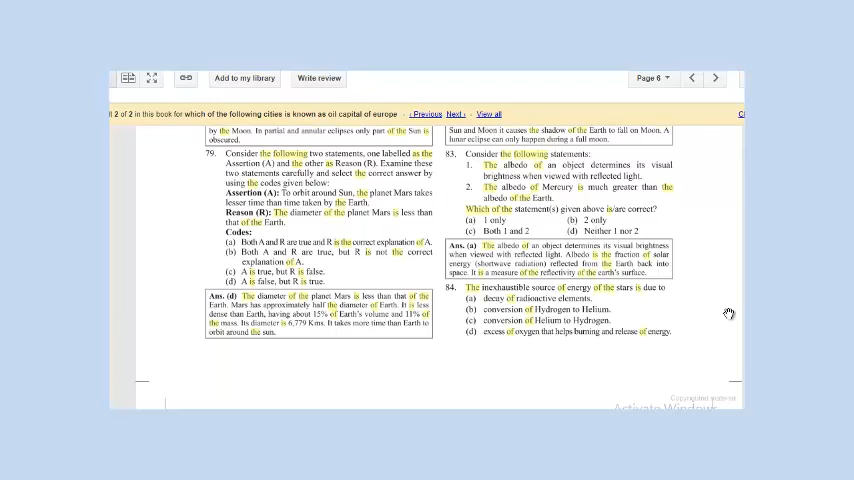 Add to my library
Write review
Page 6
2 of 2 in this book for which of the following cities is known as oil capital of europe
‹ Previous Next › View all
by the Moon. In partial and annular eclipses only part of the Sun is
obscured.
79. Consider the following two statements, one labelled as the
Assertion (A) and the other as Reason (R). Examine these
two statements carefully and select the correct answer by
using the codes given below:
Assertion (A): To orbit around Sun, the planet Mars takes
lesser time than time taken by the Earth.
Reason (R): The diameter of the planet Mars is less than
that of the Earth.
Codes:
(a) Both A and R are true and R is the correct explanation of A.
(b) Both A and R are true, but R is not the correct
explanation of A.
(c) A is true, but R is false.
(d) A is false, but R is true.
Ans. (d) The diameter of the planet Mars is less than that of the
Earth. Mars has approximately half the diameter of Earth. It is less
dense than Earth, having about 15% of Earth's volume and 11% of
the mass. Its diameter is 6,779 Kms. It takes more time than Earth to
orbit around the sun.
Sun and Moon it causes the shadow of the Earth to fall on Moon. A
lunar eclipse can only happen during a full moon.
83. Consider the following statements:
1. The albedo of an object determines its visual
brightness when viewed with reflected light.
2. The albedo of Mercury is much greater than the
albedo of the Earth.
Which of the statement(s) given above is/are correct?
(a) 1 only (b) 2 only
(c) Both 1 and 2 (d) Neither 1 nor 2
Ans. (a) The albedo of an object determines its visual brightness
when viewed with reflected light. Albedo is the fraction of solar
energy (shortwave radiation) reflected from the Earth back into
space. It is a measure of the reflectivity of the earth's surface.
84. The inexhaustible source of energy of the stars is due to
(a) decay of radioactive elements.
(b) conversion of Hydrogen to Helium.
(c) conversion of Helium to Hydrogen.
(d) excess of oxygen that helps burning and release of energy.
Copyrighted material
Activate Windows